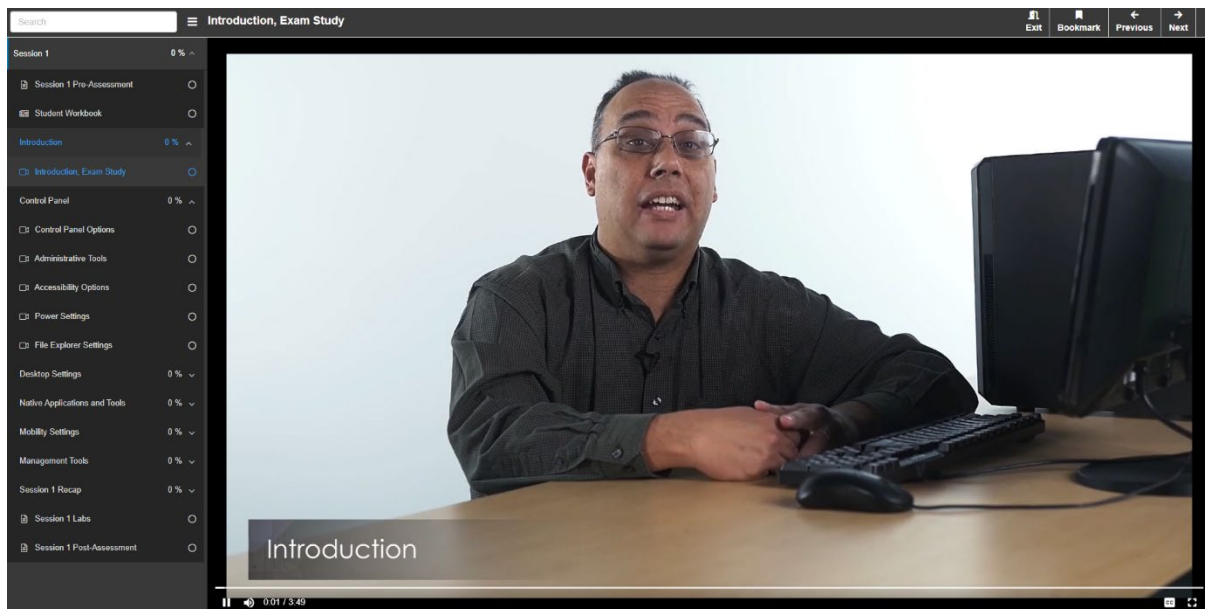 Search
Introduction, Exam Study
Exit
Bookmark
Previous
Next
Session 1 0 %
Session 1 Pre-Assessment
Student Workbook
Introduction 0 %
Introduction, Exam Study
Control Panel 0 %
Control Panel Options
Administrative Tools
Accessibility Options
Power Settings
File Explorer Settings
Desktop Settings 0 %
Native Applications and Tools 0 %
Mobility Settings 0 %
Management Tools 0 %
Session 1 Recap 0 %
Session 1 Labs
Session 1 Post-Assessment
Introduction
0:01 / 3:49
CC